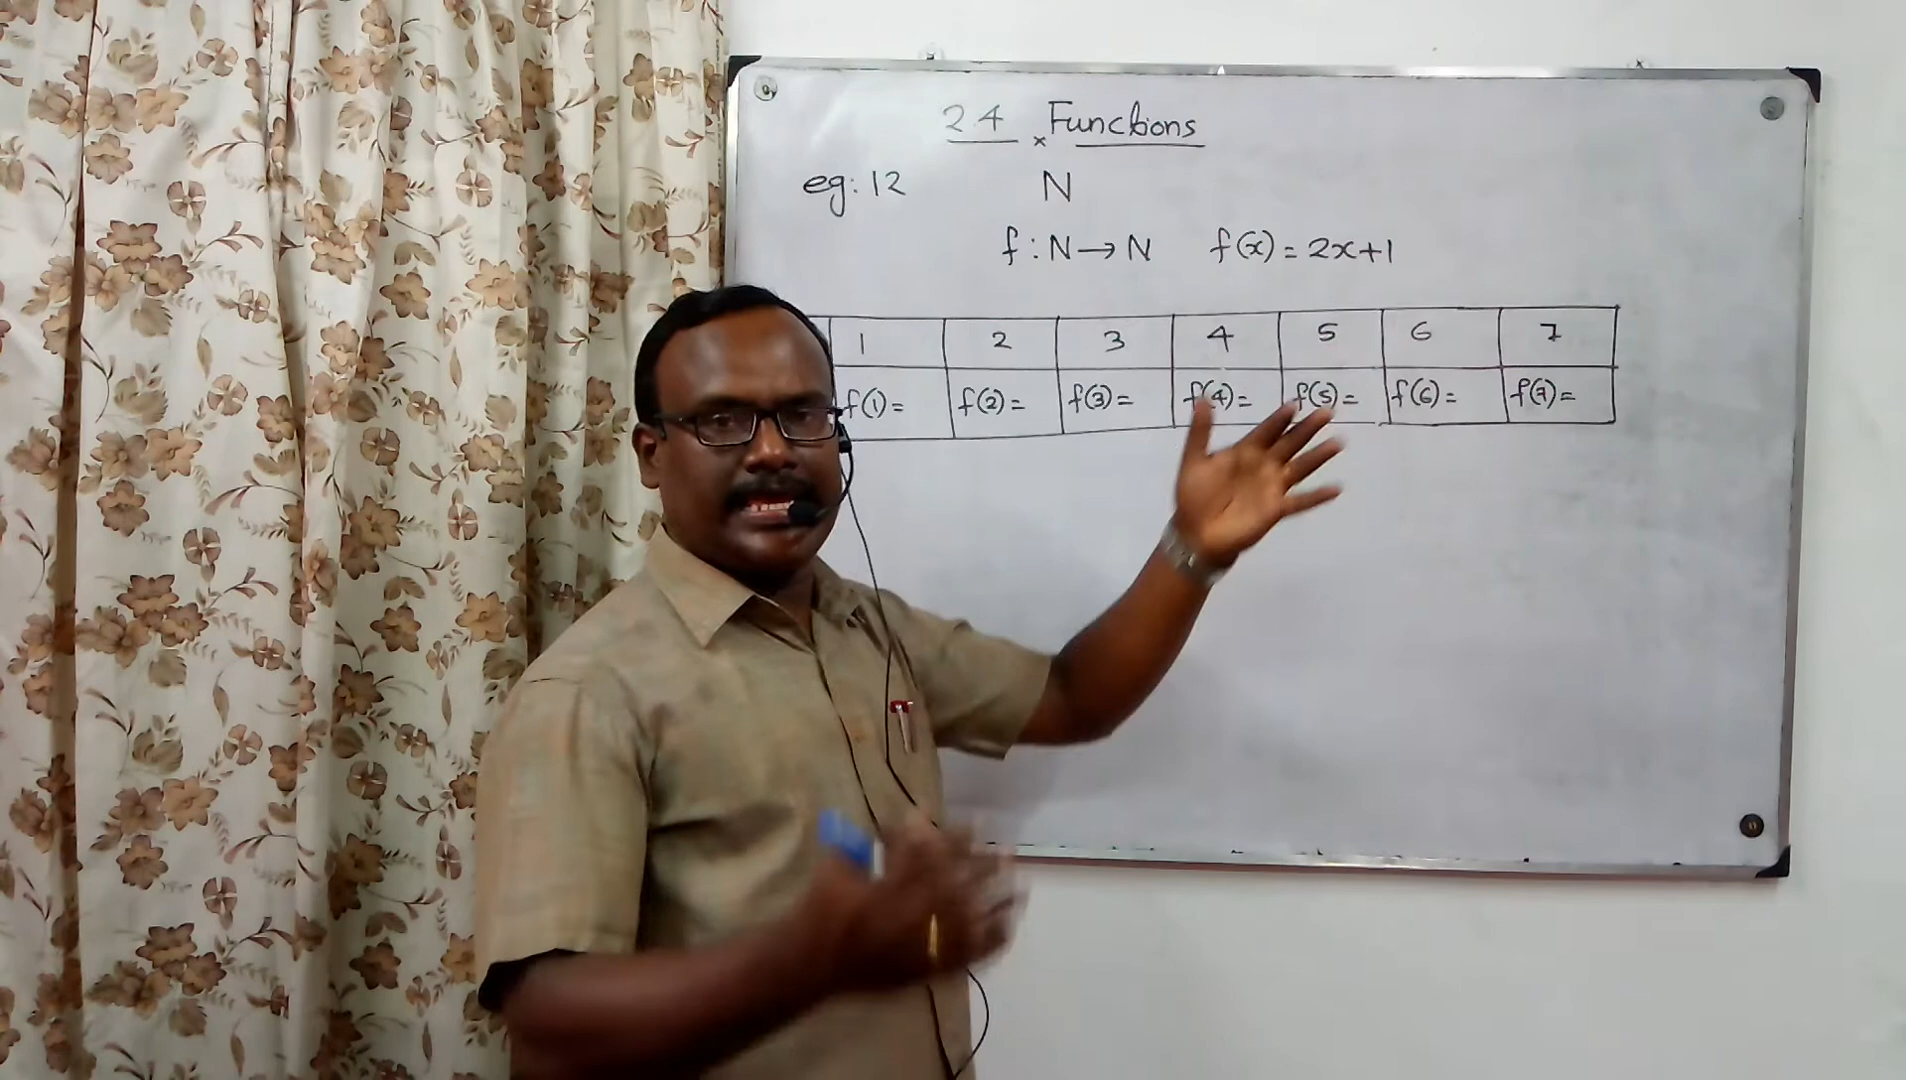 2.4 Functions
eg: 12 N
f : N → N f(x) = 2x+1
1 2 3 4 5 6 7
f(1)= f(2)= f(3)= f(4)= f(5)= f(6)= f(7)=